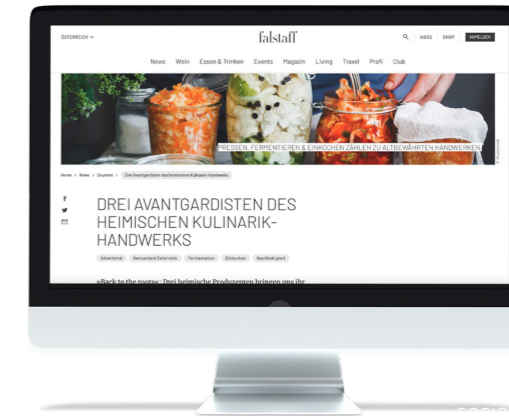 ÖSTERREICH
falstaff
ABOS SHOP ANMELDEN
News Wein Essen & Trinken Events Magazin Living Travel Profi Club
PRESSEN, FERMENTIEREN & EINKOCHEN ZÄHLEN ZU ALTBEWÄHRTEN HANDWERKEN
Home > News > Gourmet > Drei Avantgardisten des heimischen Kulinarik-Handwerks
DREI AVANTGARDISTEN DES
HEIMISCHEN KULINARIK-
HANDWERKS
Advertorial Genussland Österreich Fermentation Einkochen Nachhaltigkeit
»Back to the roots«: Drei heimische Produzenten bringen uns ihr